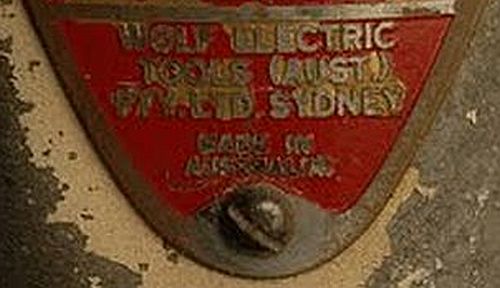 WOLF ELECTRIC
TOOLS (AUST.)
PTY. LTD. SYDNEY
MADE IN
AUSTRALIA